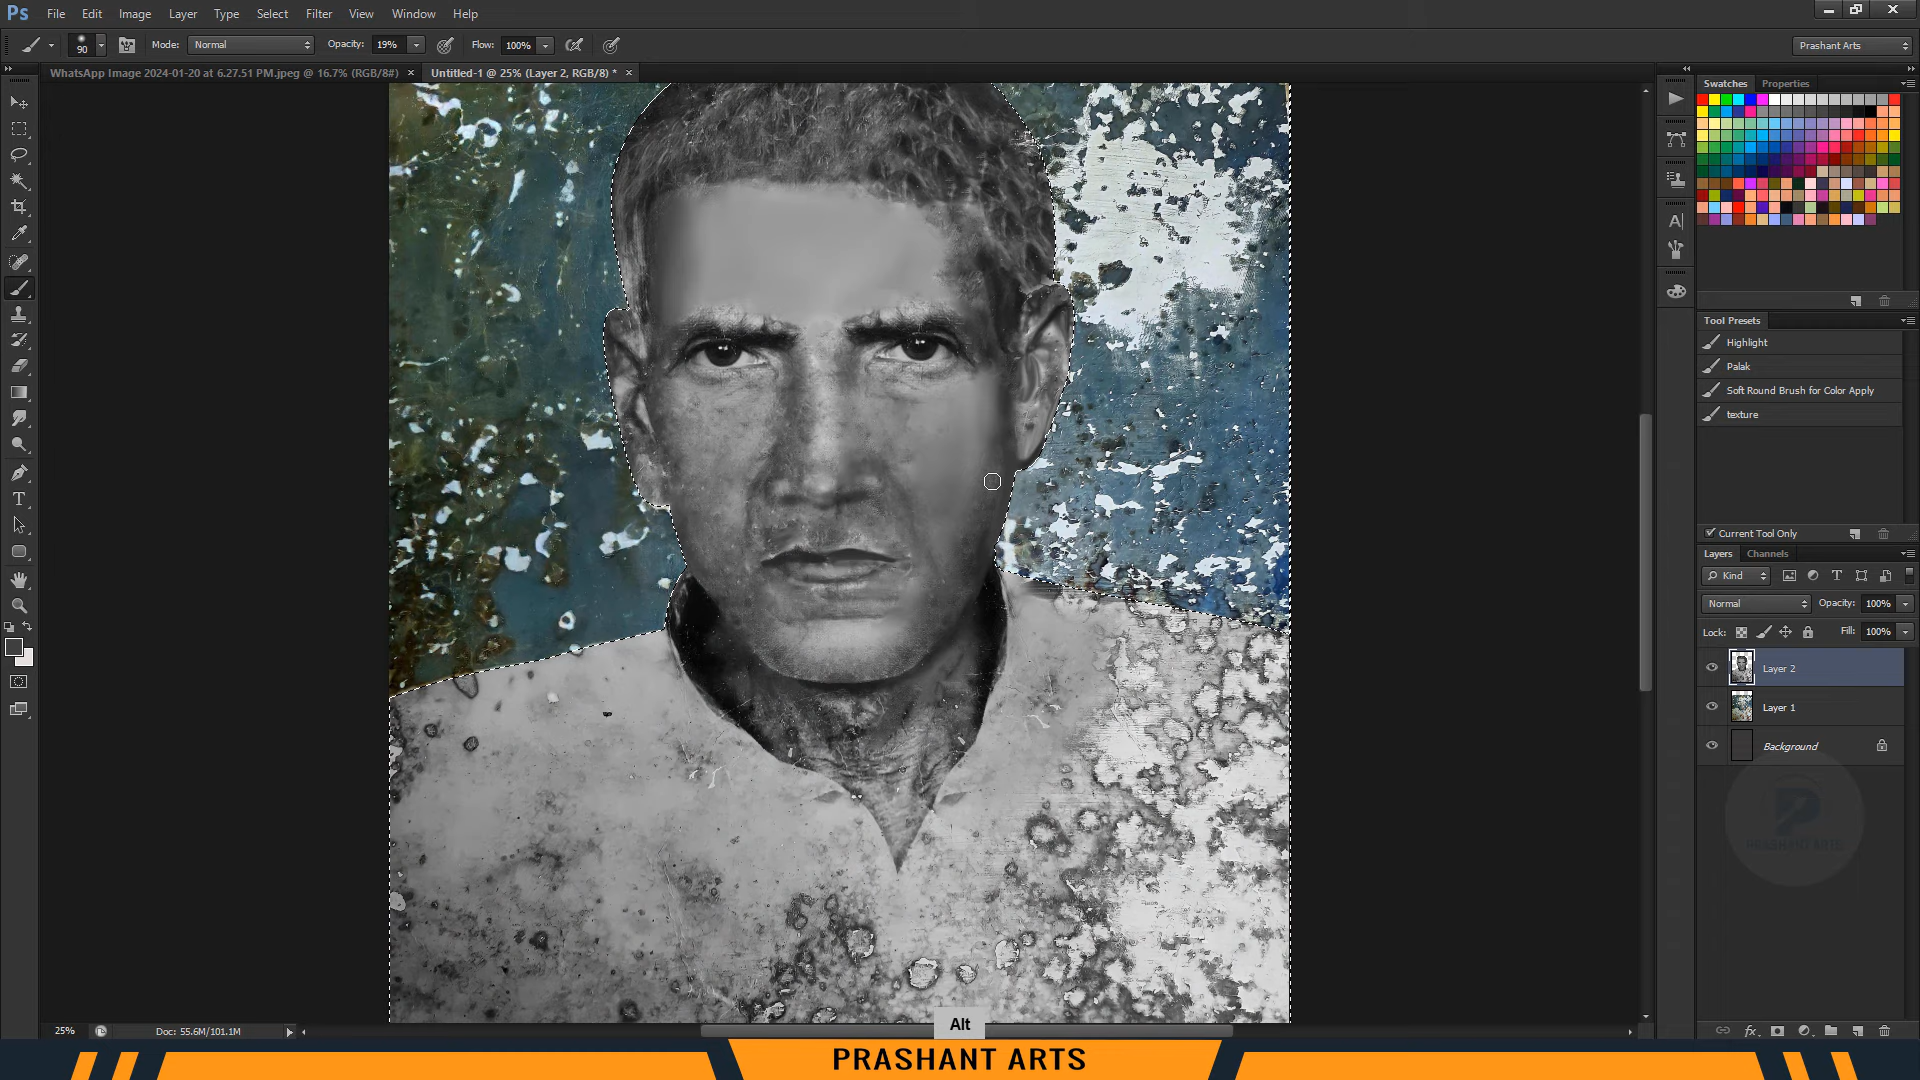 Ps File Edit Image Layer Type Select Filter View Window Help
90 Mode: Normal Opacity: 19% Flow: 100% Prashant Arts
WhatsApp Image 2024-01-20 at 6.27.51 PM.jpeg @ 16.7% (RGB/8#) × Untitled-1 @ 25% (Layer 2, RGB/8) * ×
Swatches Properties
Tool Presets
Highlight
Palak
Soft Round Brush for Color Apply
texture
Current Tool Only
Layers Channels
Kind
Normal Opacity: 100%
Lock: Fill: 100%
Layer 2
Layer 1
Background
PRASHANT ARTS
25% Doc: 55.6M/101.1M
Alt
PRASHANT ARTS